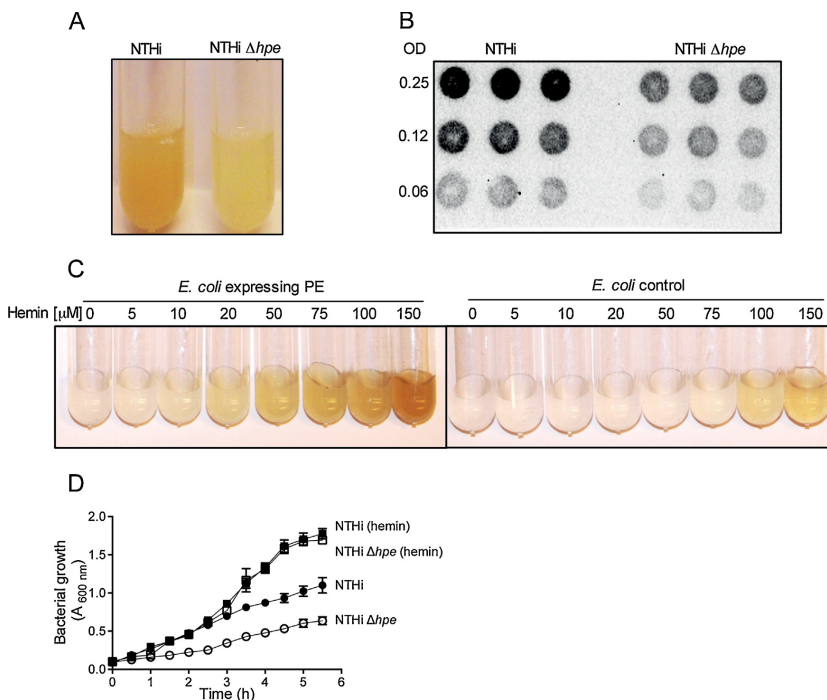 A
NTHi NTHi Δhpe
B
OD NTHi NTHi Δhpe
0.25
0.12
0.06
C
E. coli expressing PE E. coli control
Hemin [μM] 0 5 10 20 50 75 100 150 0 5 10 20 50 75 100 150
D
Bacterial growth
(A 600 nm)
2.0
1.5
1.0
0.5
0.0
NTHi (hemin)
NTHi Δhpe (hemin)
NTHi
NTHi Δhpe
0 1 2 3 4 5 6
Time (h)